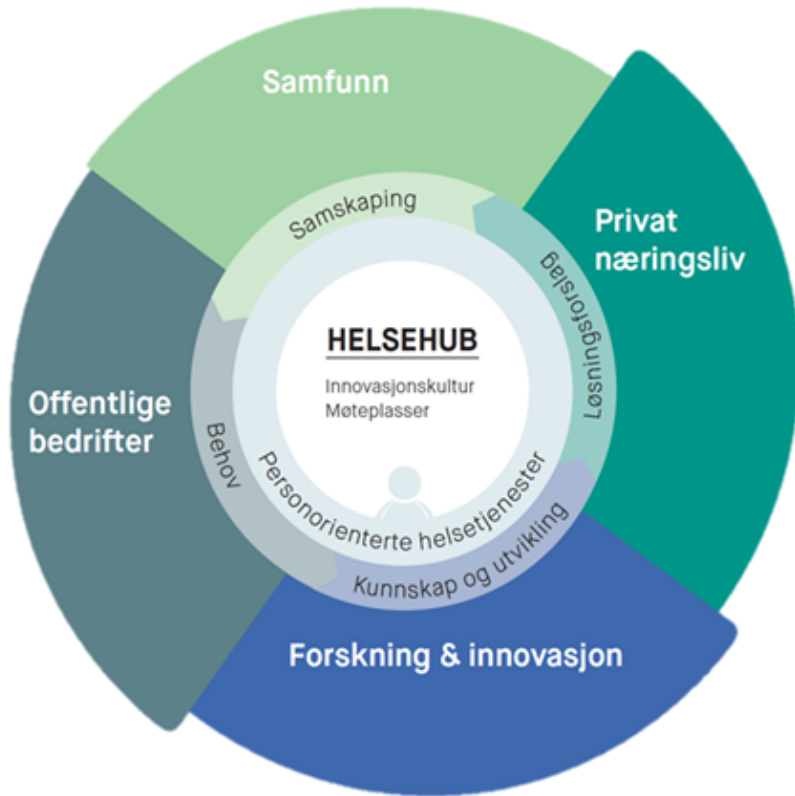 Samfunn
Samskaping
Privat
næringsliv
Løsningsforslag
HELSEHUB
Innovasjonskultur
Møteplasser
Offentlige
bedrifter
Behov
Personorienterte helsetjenester
Kunnskap og utvikling
Forskning & innovasjon